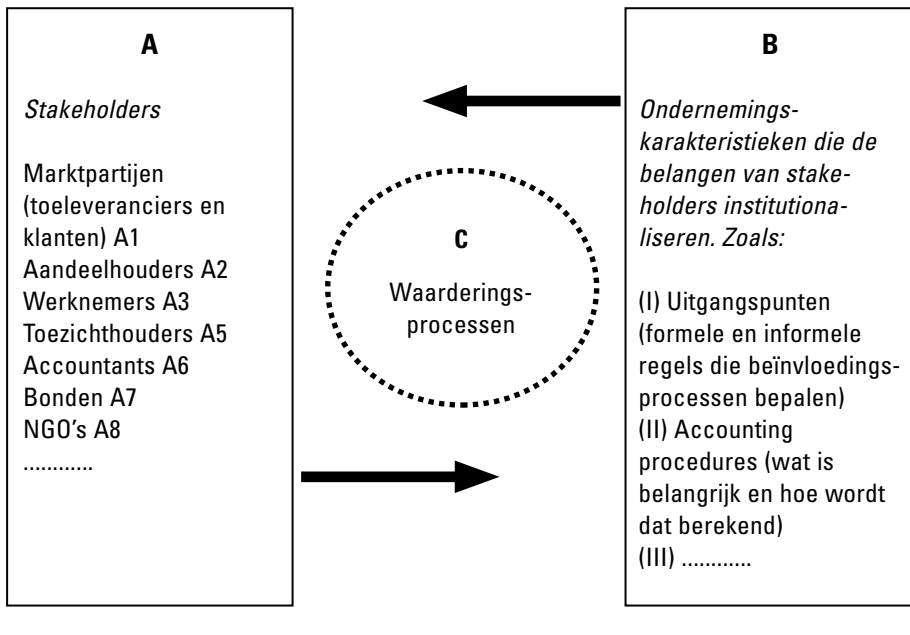 A
Stakeholders
Marktpartijen
(toeleveranciers en
klanten) A1
Aandeelhouders A2
Werknemers A3
Toezichthouders A5
Accountants A6
Bonden A7
NGO's A8
............
C
Waarderings-
processen
B
Ondernemings-
karakteristieken die de
belangen van stake-
holders institutiona-
liseren. Zoals:
(I) Uitgangspunten
(formele en informele
regels die beïnvloedings-
processen bepalen)
(II) Accounting
procedures (wat is
belangrijk en hoe wordt
dat berekend)
(III) ............